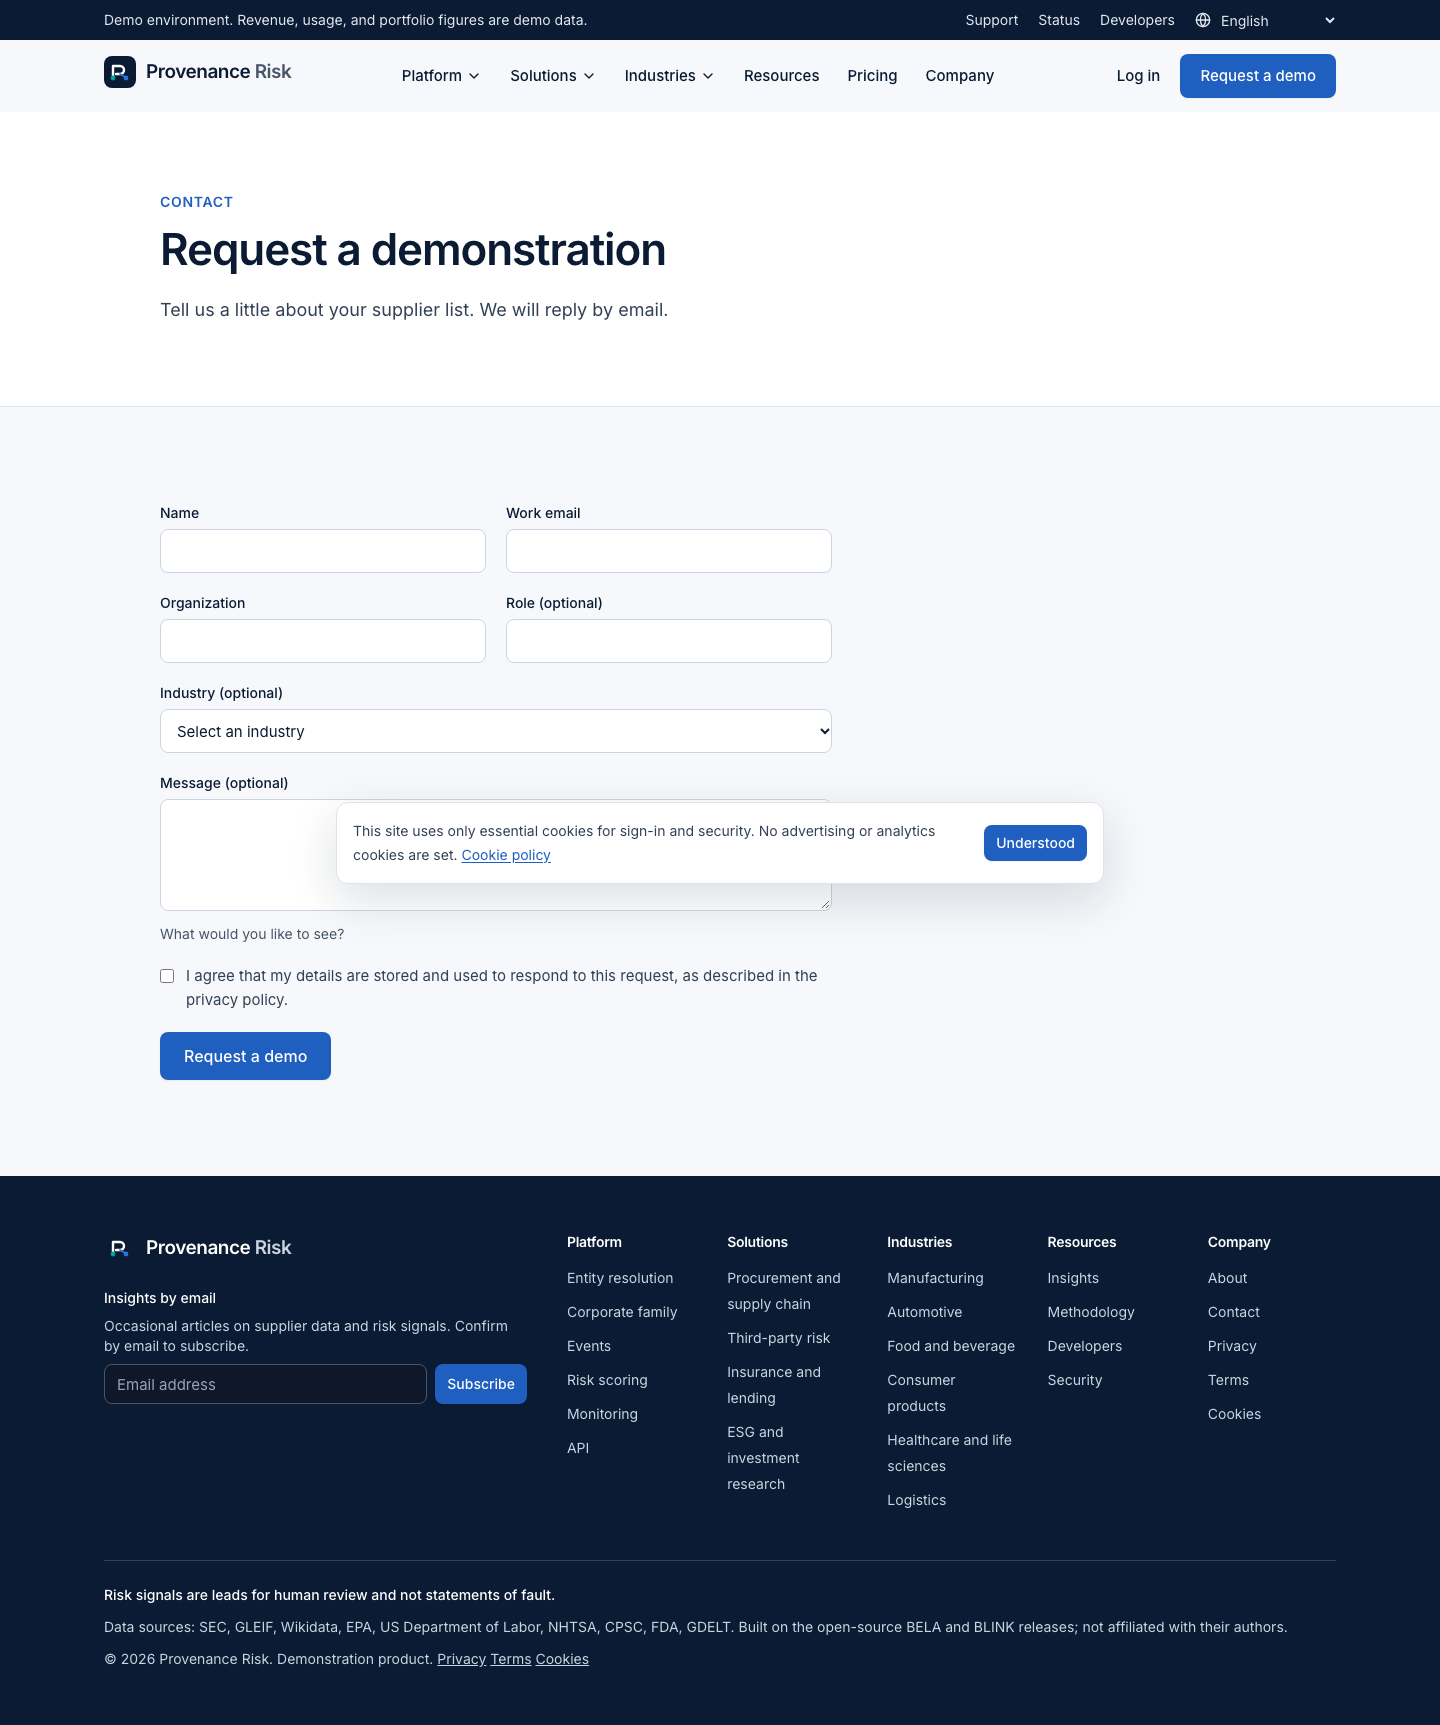 Demo environment. Revenue, usage, and portfolio figures are demo data.
Support Status Developers English
Provenance Risk
Platform Solutions Industries Resources Pricing Company
Log in Request a demo
CONTACT
Request a demonstration
Tell us a little about your supplier list. We will reply by email.
Name
Work email
Organization
Role (optional)
Industry (optional)
Select an industry
Message (optional)
This site uses only essential cookies for sign-in and security. No advertising or analytics
cookies are set. Cookie policy
Understood
What would you like to see?
I agree that my details are stored and used to respond to this request, as described in the
privacy policy.
Request a demo
Provenance Risk
Insights by email
Occasional articles on supplier data and risk signals. Confirm
by email to subscribe.
Email address
Subscribe
Platform
Entity resolution
Corporate family
Events
Risk scoring
Monitoring
API
Solutions
Procurement and
supply chain
Third-party risk
Insurance and
lending
ESG and
investment
research
Industries
Manufacturing
Automotive
Food and beverage
Consumer
products
Healthcare and life
sciences
Logistics
Resources
Insights
Methodology
Developers
Security
Company
About
Contact
Privacy
Terms
Cookies
Risk signals are leads for human review and not statements of fault.
Data sources: SEC, GLEIF, Wikidata, EPA, US Department of Labor, NHTSA, CPSC, FDA, GDELT. Built on the open-source BELA and BLINK releases; not affiliated with their authors.
© 2026 Provenance Risk. Demonstration product. Privacy Terms Cookies